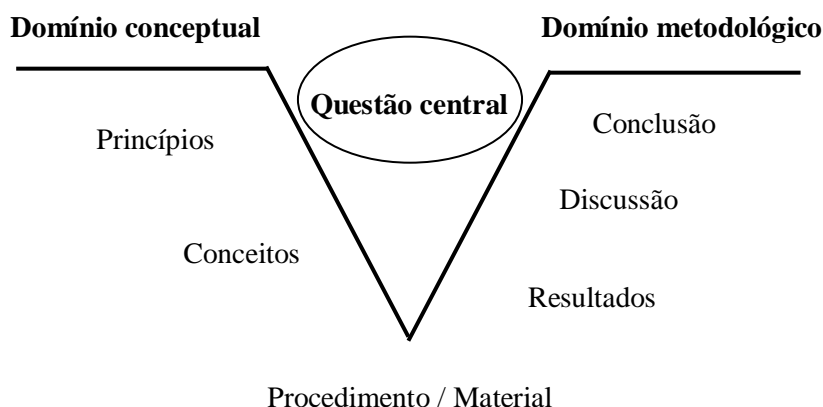 Domínio conceptual
Domínio metodológico
Questão central
Princípios
Conclusão
Discussão
Conceitos
Resultados
Procedimento / Material